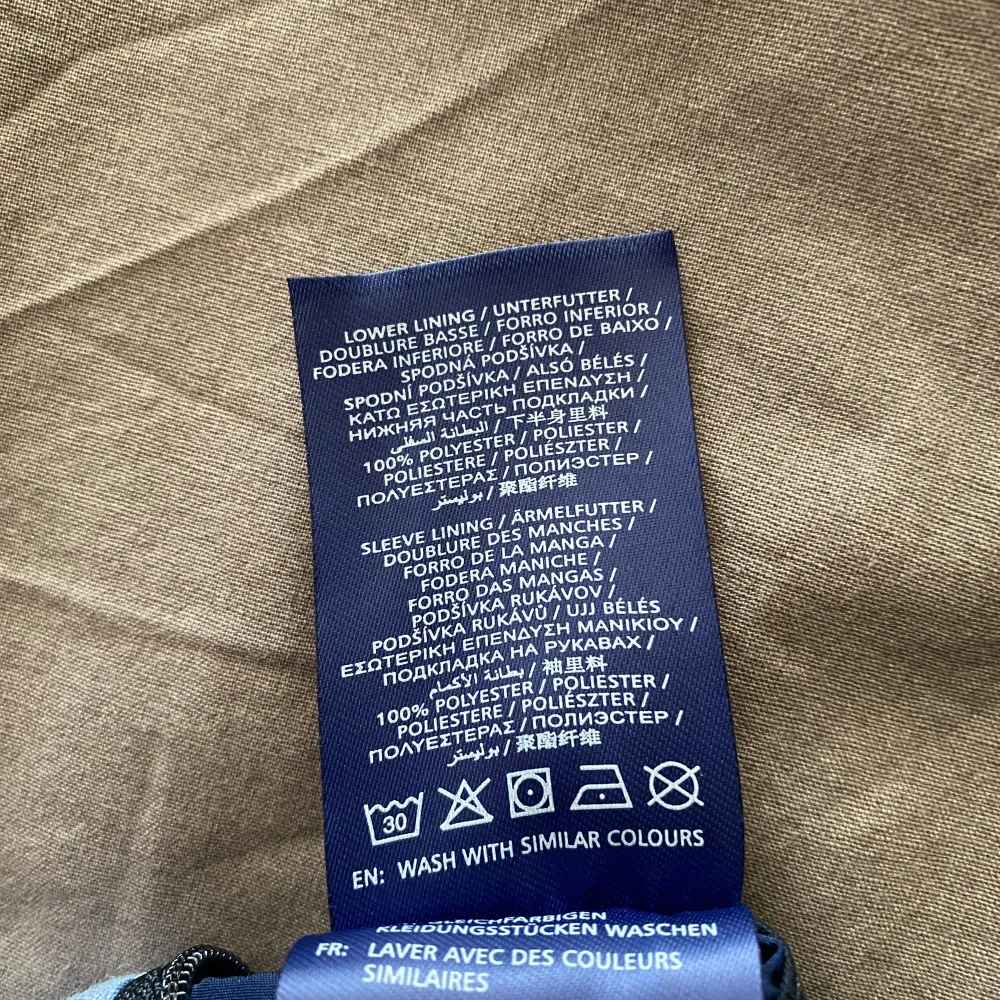 LOWER LINING / UNTERFUTTER /
DOUBLURE BASSE / FORRO INFERIOR /
FODERA INFERIORE / FORRO DE BAIXO /
SPODNÁ PODŠÍVKA /
SPODNÍ PODŠÍVKA / ALSÓ BÉLÉS /
ΚΑΤΩ ΕΣΩΤΕΡΙΚΗ ΕΠΕΝΔΥΣΗ /
НИЖНЯЯ ЧАСТЬ ПОДКЛАДКИ /
البطانة السفلى / 下半身里料
100% POLYESTER / POLIESTER /
POLIESTERE / POLIÉSZTER /
ΠΟΛΥΕΣΤΕΡΑΣ / ПОЛИЭСТЕР /
بوليستر / 聚酯纤维
SLEEVE LINING / ÄRMELFUTTER /
DOUBLURE DES MANCHES /
FORRO DE LA MANGA /
FODERA MANICHE /
FORRO DAS MANGAS /
PODŠÍVKA RUKÁVOV /
PODŠÍVKA RUKÁVŮ / UJJ BÉLÉS
ΕΣΩΤΕΡΙΚΗ ΕΠΕΝΔΥΣΗ ΜΑΝΙΚΙΟΥ /
ПОДКЛАДКА НА РУКАВАХ /
بطانة الأكمام / 袖里料
100% POLYESTER / POLIESTER /
POLIESTERE / POLIÉSZTER /
ΠΟΛΥΕΣΤΕΡΑΣ / ПОЛИЭСТЕР /
بوليستر / 聚酯纤维
30
EN: WASH WITH SIMILAR COLOURS
GLEICHFARBIGEN
KLEIDUNGSSTÜCKEN WASCHEN
FR: LAVER AVEC DES COULEURS
SIMILAIRES